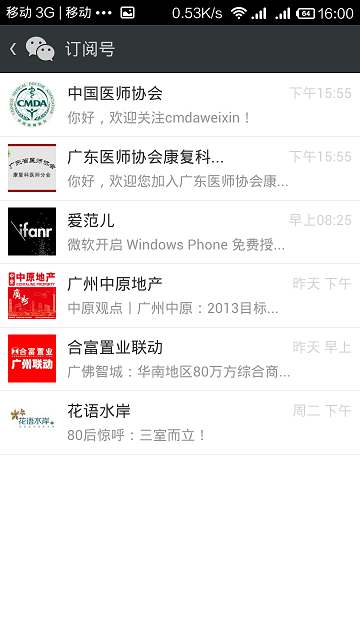 移动 3G | 移动 ••• 0.53K/s 64 16:00
订阅号
CMDA
中国医师协会 下午15:55
你好，欢迎关注cmdaweixin！
广东省医师协会
康复科医师分会
广东医师协会康复科... 下午15:55
你好，欢迎您加入广东医师协会康...
ifanr
爱范儿 早上08:25
微软开启 Windows Phone 免费授...
中原地产
CENTALINE PROPERTY
广州中原地产 昨天 下午
中原观点丨广州中原：2013目标...
合富置业
广州联动
合富置业联动 昨天 早上
广佛智城：华南地区80万方综合商...
花语水岸
花语水岸 周二 下午
80后惊呼：三室而立！